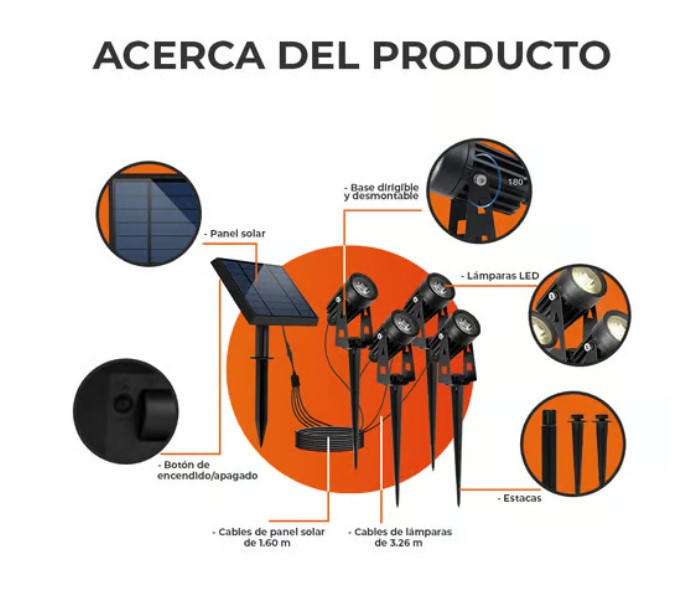 ACERCA DEL PRODUCTO
- Base dirigible
y desmontable
180°
- Panel solar
- Lámparas LED
- Botón de
encendido/apagado
- Estacas
- Cables de panel solar
de 1.60 m
- Cables de lámparas
de 3.26 m